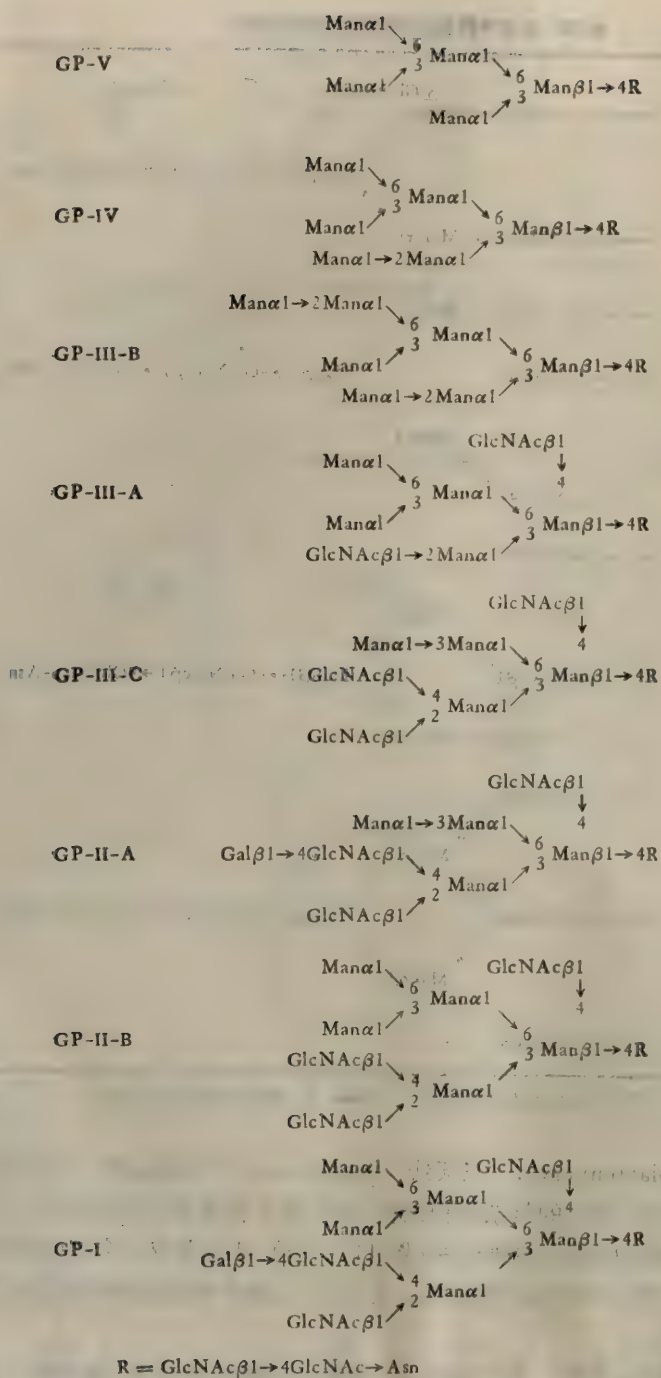 Manα1
GP-V
6
3 Manα1
Manα1
6
3 Manβ1→4R
Manα1
Manα1
GP-IV
6
3 Manα1
Manα1
6
3 Manβ1→4R
Manα1→2Manα1
Manα1→2Manα1
GP-III-B
6
3 Manα1
Manα1
6
3 Manβ1→4R
Manα1→2Manα1
GlcNAcβ1
↓
4
Manα1
GP-III-A
6
3 Manα1
Manα1
6
3 Manβ1→4R
GlcNAcβ1→2Manα1
GlcNAcβ1
↓
4
Manα1→3Manα1
GP-III-C
6
3 Manβ1→4R
GlcNAcβ1
4
2 Manα1
GlcNAcβ1
GlcNAcβ1
↓
4
Manα1→3Manα1
GP-II-A
6
3 Manβ1→4R
Galβ1→4GlcNAcβ1
4
2 Manα1
GlcNAcβ1
Manα1
GlcNAcβ1
↓
4
6
3 Manα1
Manα1
GP-II-B
6
3 Manβ1→4R
GlcNAcβ1
4
2 Manα1
GlcNAcβ1
Manα1
GlcNAcβ1
↓
4
6
3 Manα1
Manα1
GP-I
6
3 Manβ1→4R
Galβ1→4GlcNAcβ1
4
2 Manα1
GlcNAcβ1
R = GlcNAcβ1→4GlcNAc→Asn